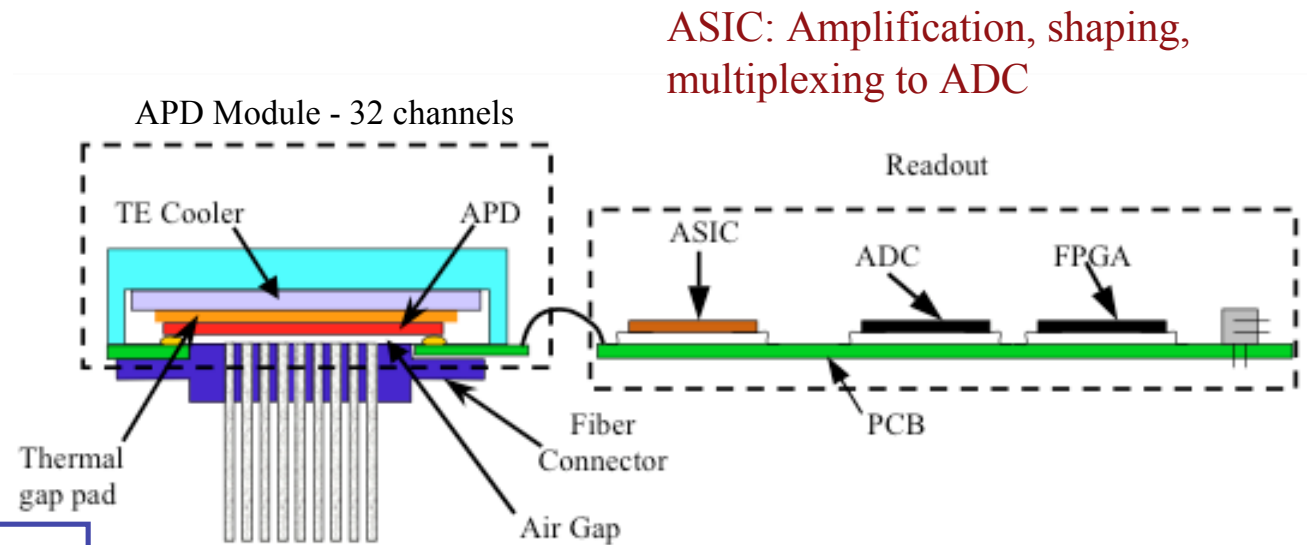 ASIC: Amplification, shaping,
multiplexing to ADC
APD Module - 32 channels
Readout
TE Cooler
APD
ASIC
ADC
FPGA
Thermal
gap pad
Fiber
Connector
PCB
Air Gap